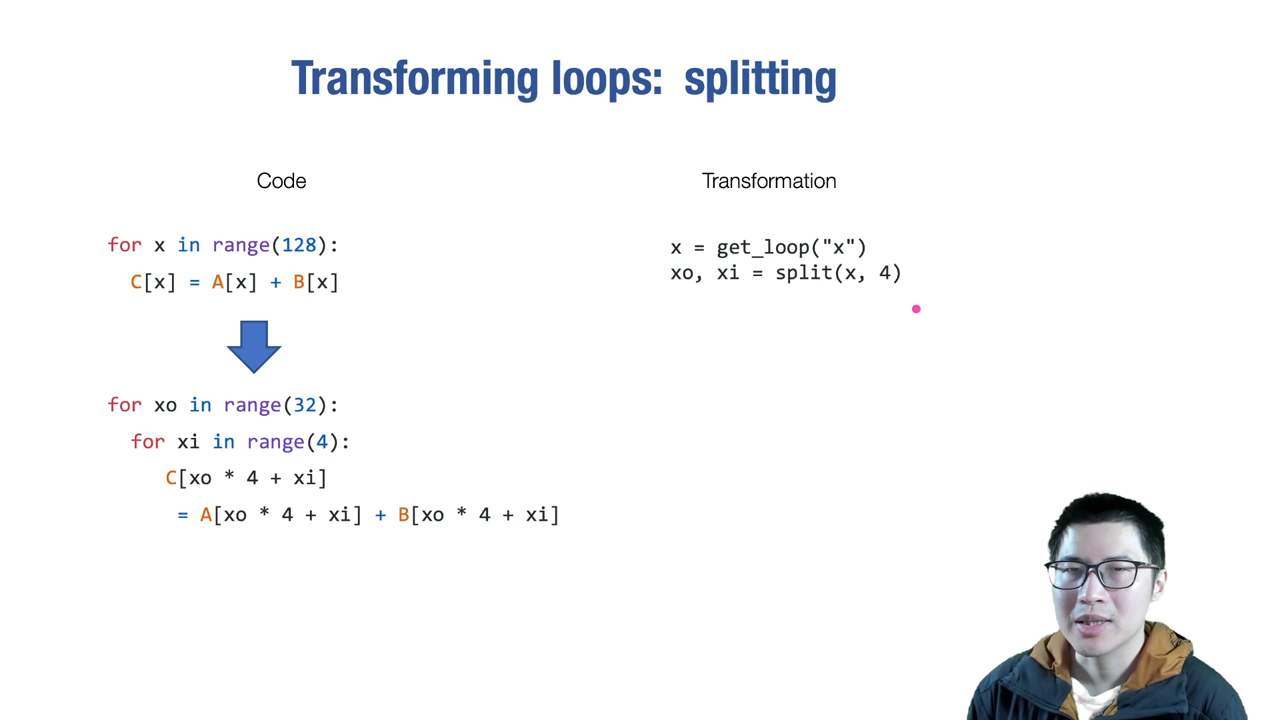 Transforming loops: splitting
Code
for x in range(128):
C[x] = A[x] + B[x]
for xo in range(32):
for xi in range(4):
C[xo * 4 + xi]
= A[xo * 4 + xi] + B[xo * 4 + xi]
Transformation
x = get_loop("x")
xo, xi = split(x, 4)